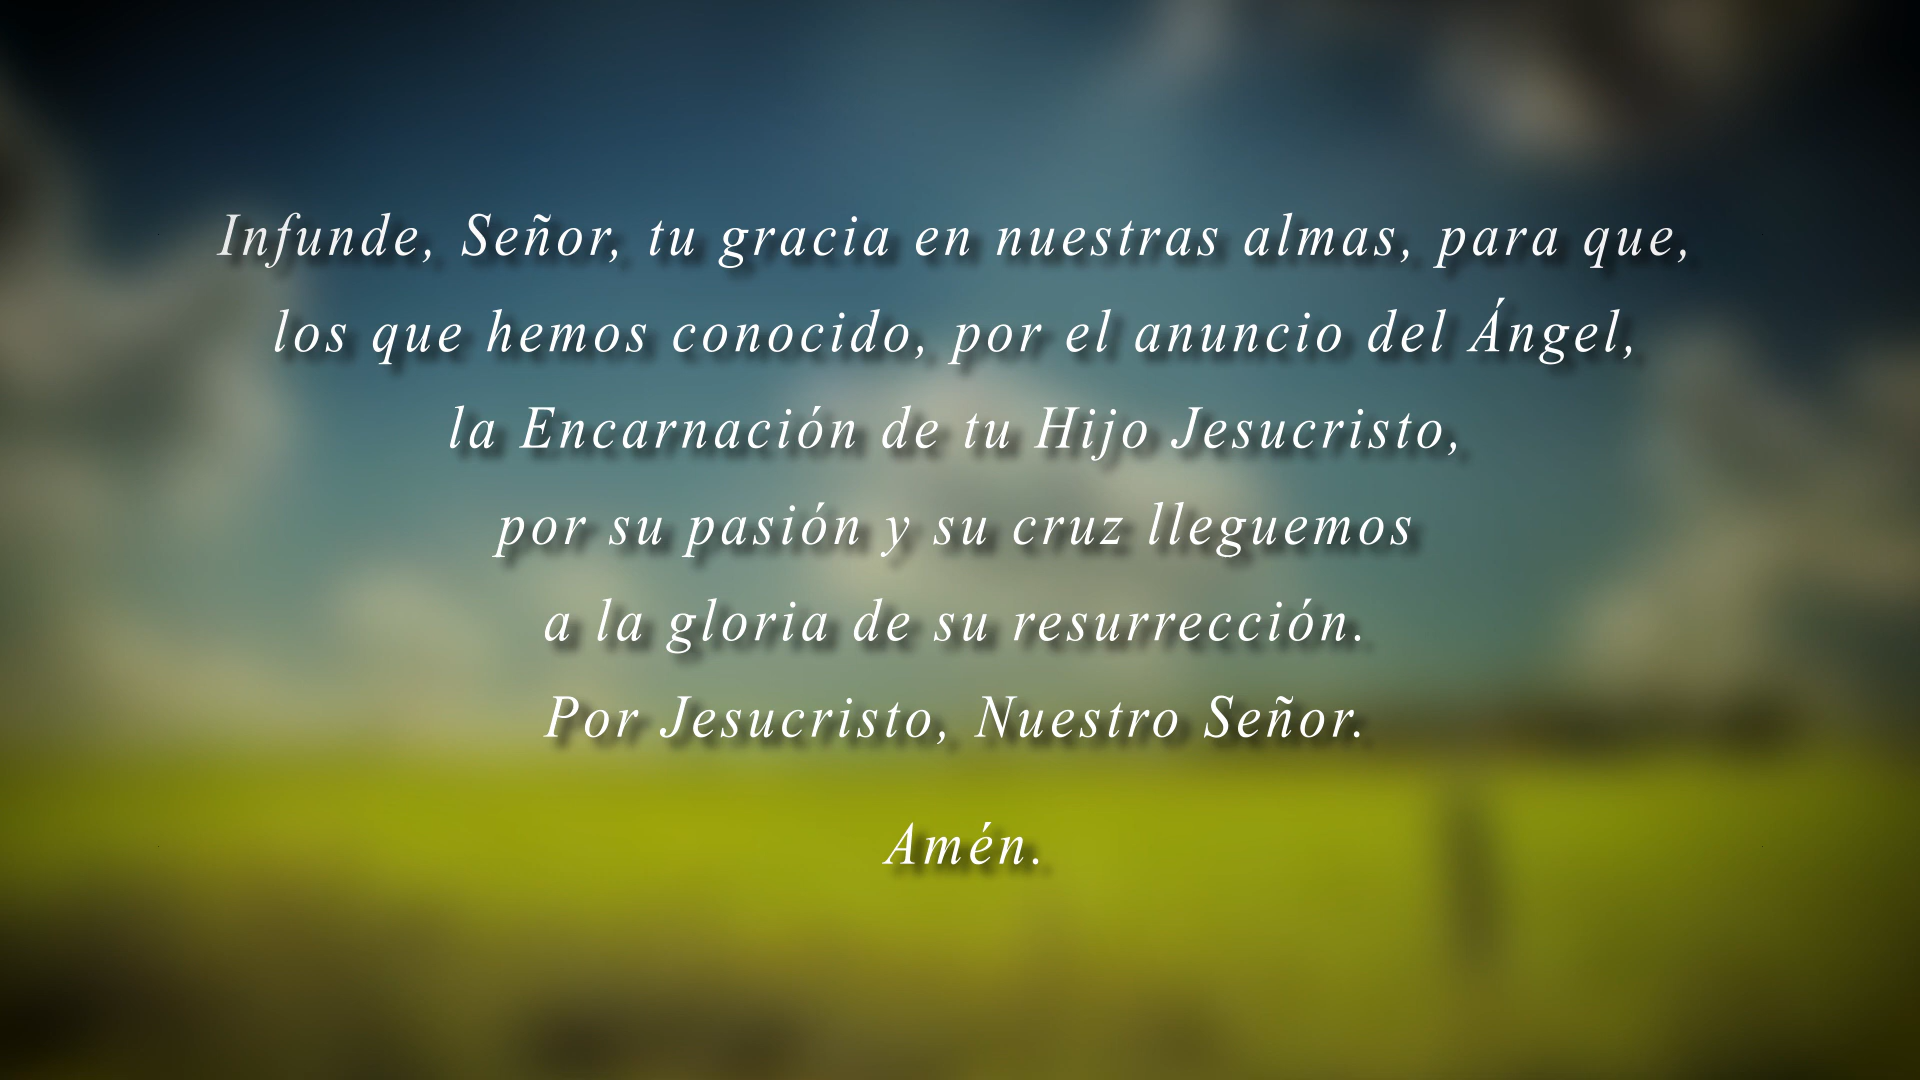 Infunde, Señor, tu gracia en nuestras almas, para que,
los que hemos conocido, por el anuncio del Ángel,
la Encarnación de tu Hijo Jesucristo,
por su pasión y su cruz lleguemos
a la gloria de su resurrección.
Por Jesucristo, Nuestro Señor.
Amén.